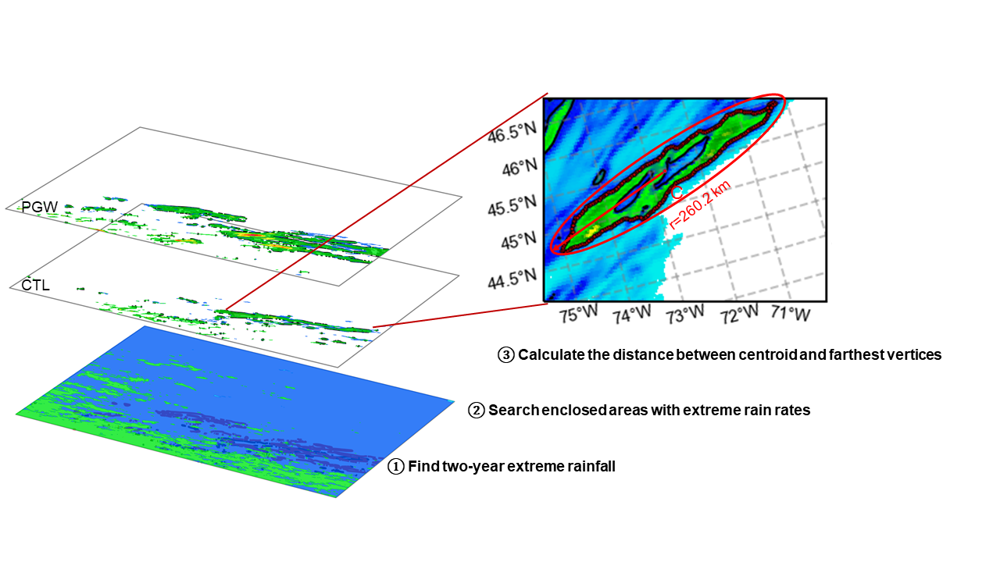 PGW
CTL
46.5°N
46°N
45.5°N
45°N
44.5°N
C
r=260.2 km
75°W 74°W 73°W 72°W 71°W
③ Calculate the distance between centroid and farthest vertices
② Search enclosed areas with extreme rain rates
① Find two-year extreme rainfall